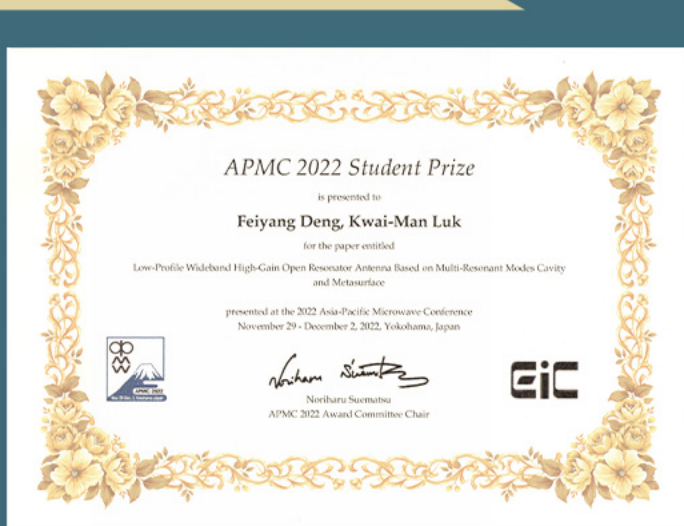 APMC 2022 Student Prize
is presented to
Feiyang Deng, Kwai-Man Luk
for the paper entitled
Low-Profile Wideband High-Gain Open Resonator Antenna Based on Multi-Resonant Modes Cavity
and Metasurface
presented at the 2022 Asia-Pacific Microwave Conference
November 29 - December 2, 2022, Yokohama, Japan
APMC 2022
Noriharu Suematsu
APMC 2022 Award Committee Chair
EiC